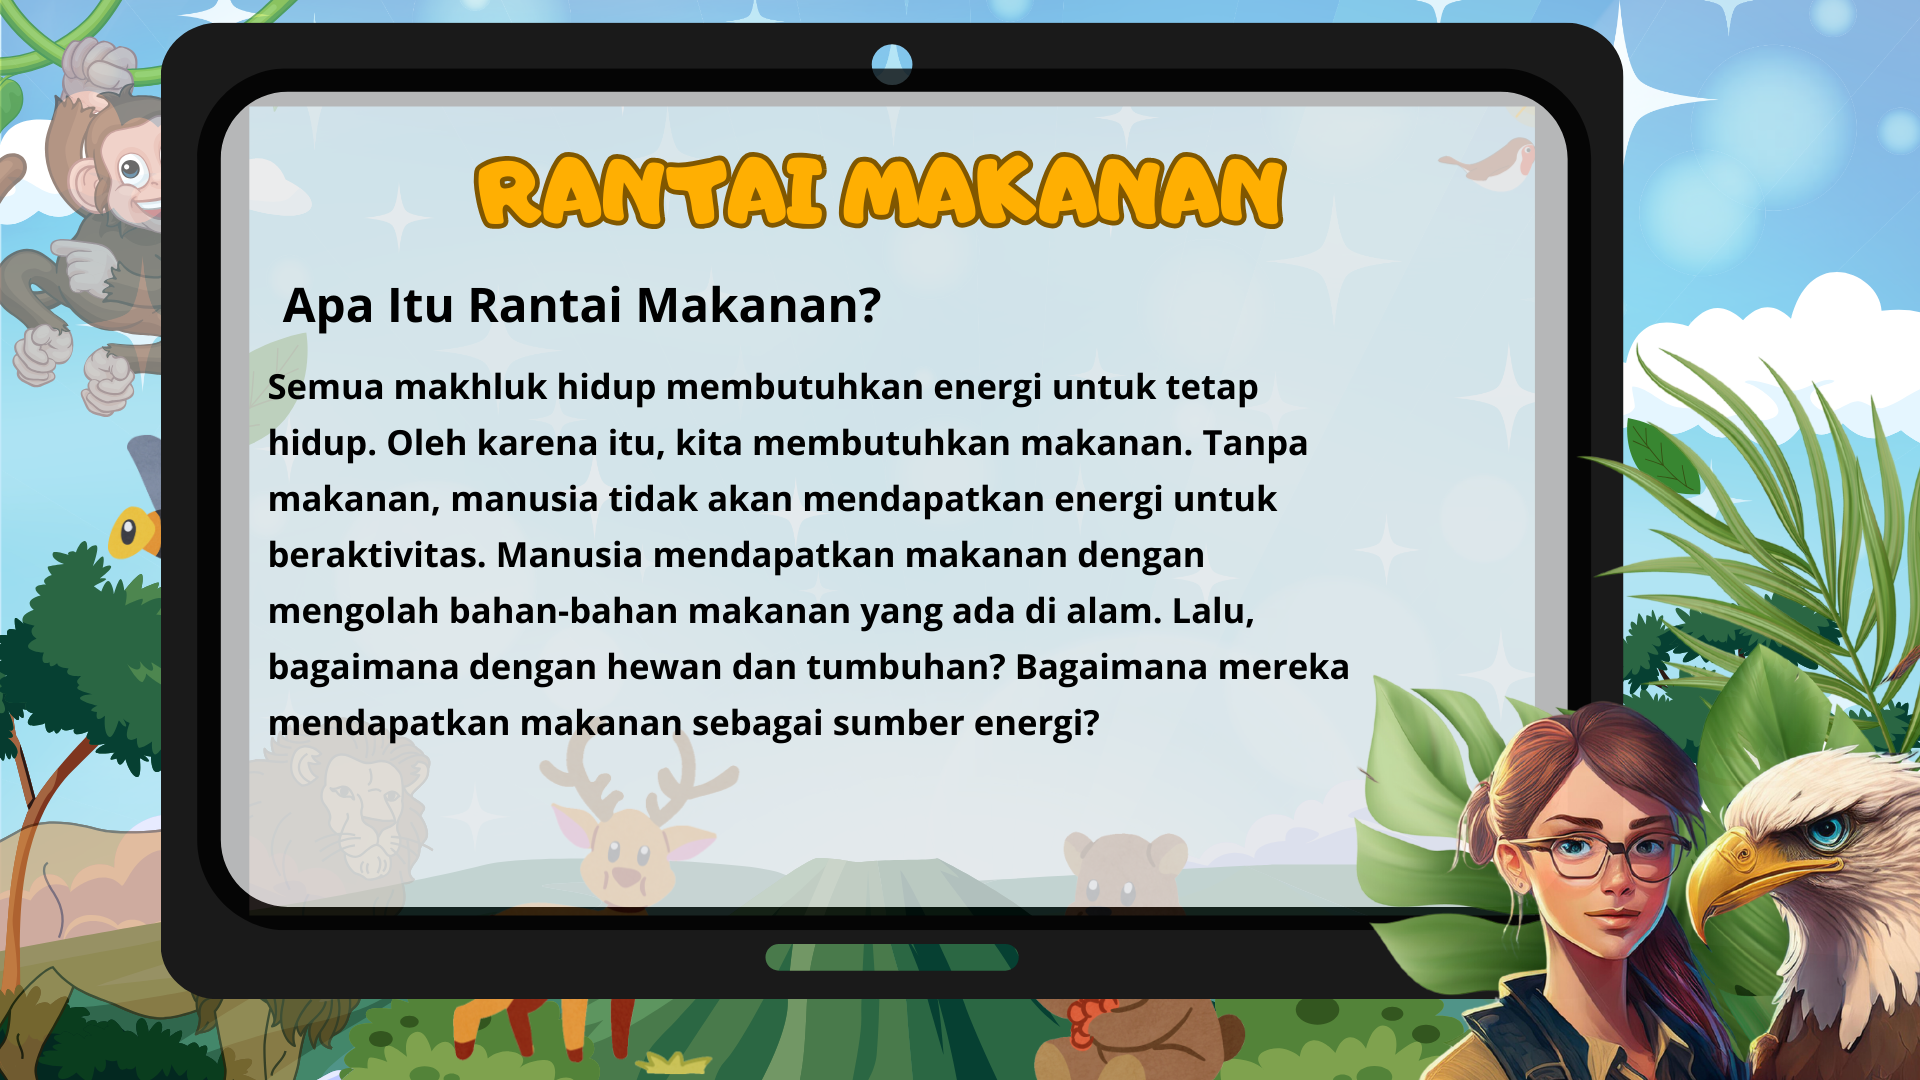 RANTAI MAKANAN
Apa Itu Rantai Makanan?
Semua makhluk hidup membutuhkan energi untuk tetap
hidup. Oleh karena itu, kita membutuhkan makanan. Tanpa
makanan, manusia tidak akan mendapatkan energi untuk
beraktivitas. Manusia mendapatkan makanan dengan
mengolah bahan-bahan makanan yang ada di alam. Lalu,
bagaimana dengan hewan dan tumbuhan? Bagaimana mereka
mendapatkan makanan sebagai sumber energi?